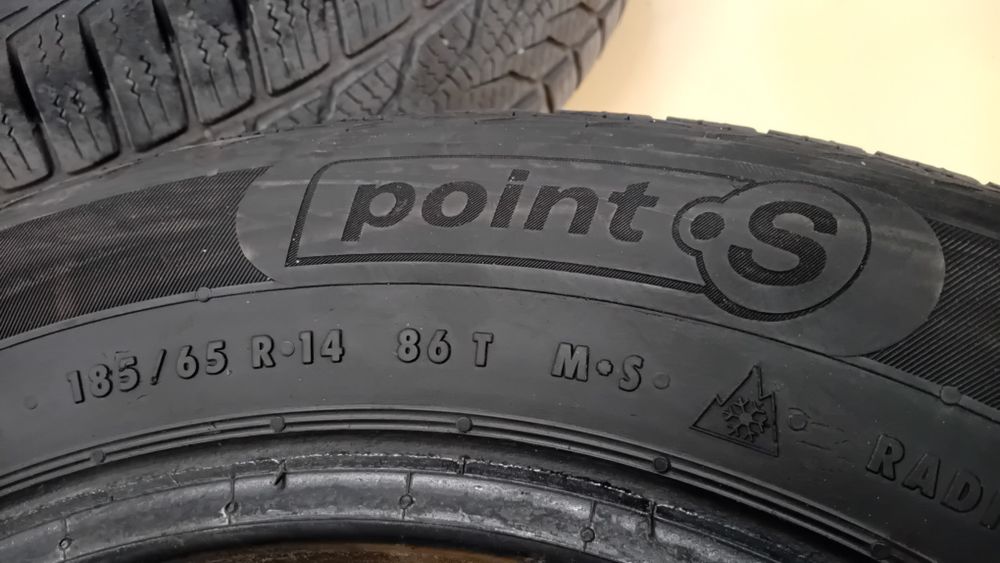 point S
185/65 R·14 86 T M·S·
RADI